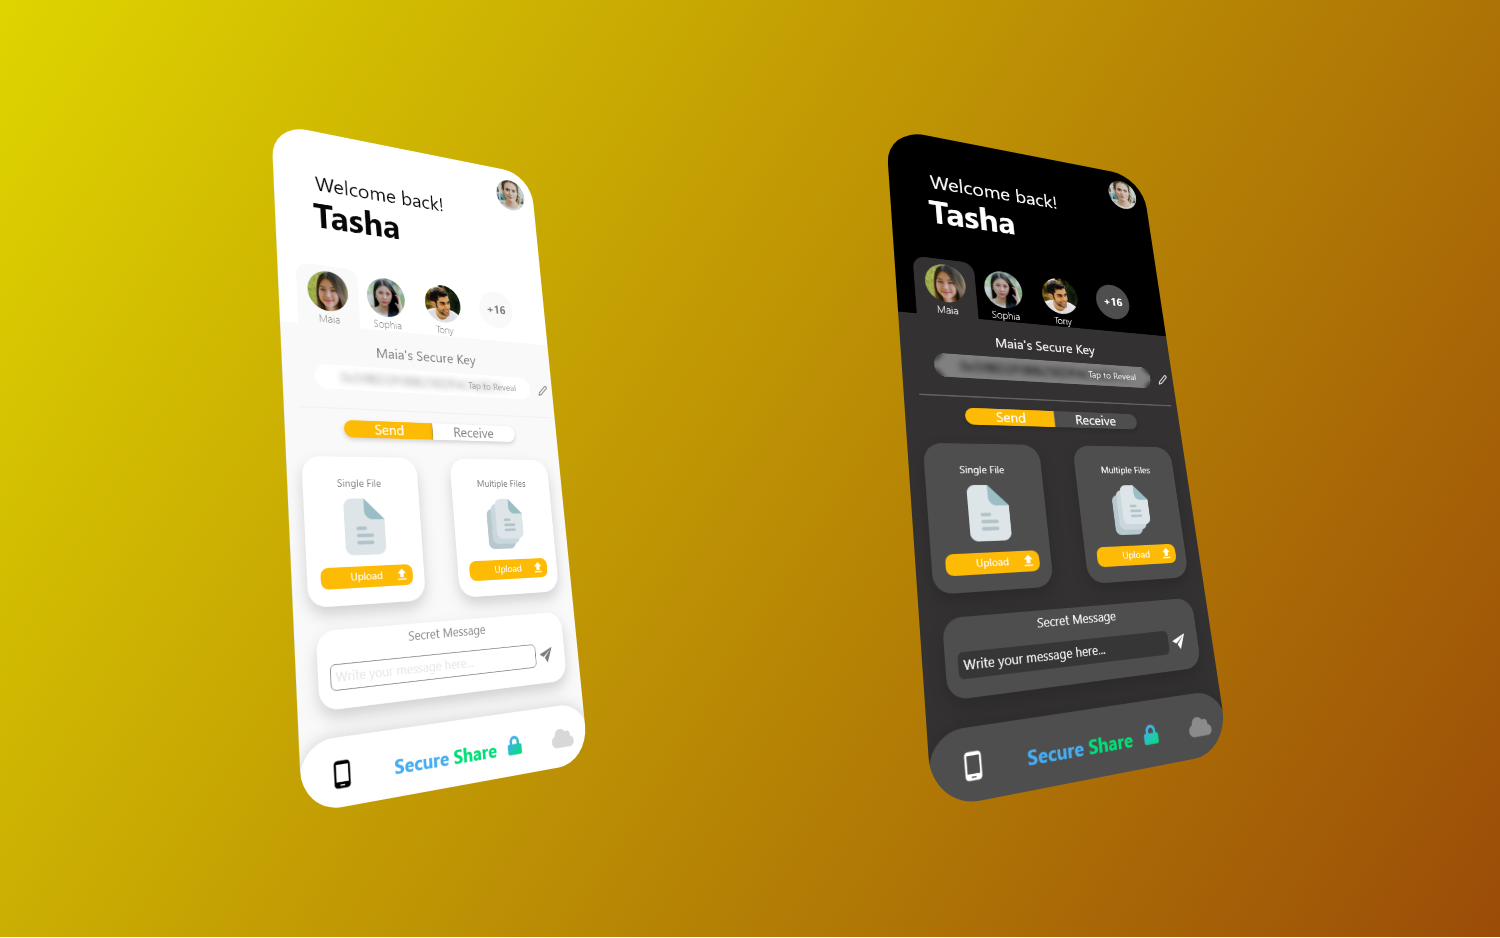 Welcome back!
Tasha
Maia
Sophia
Tony
+16
Maia's Secure Key
Tap to Reveal
Send
Receive
Single File
Multiple Files
Upload
Upload
Secret Message
Write your message here...
Secure Share
Welcome back!
Tasha
Maia
Sophia
Tony
+16
Maia's Secure Key
Tap to Reveal
Send
Receive
Single File
Multiple Files
Upload
Upload
Secret Message
Write your message here...
Secure Share